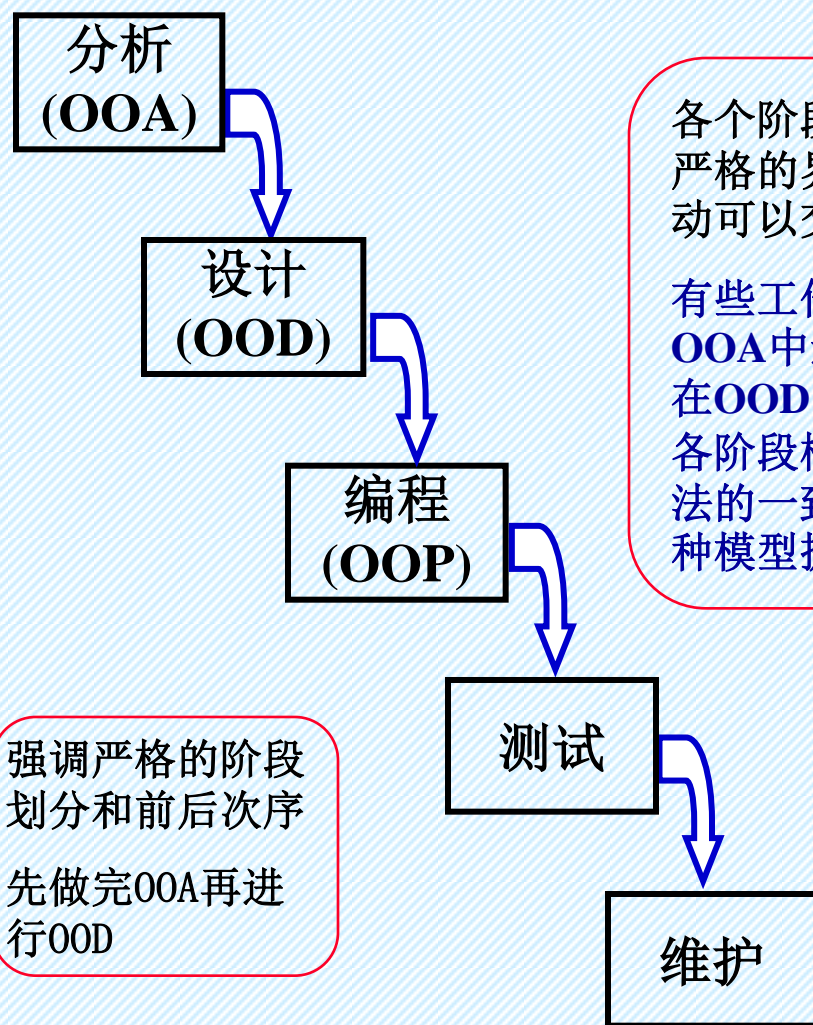 分析
(OOA)
设计
(OOD)
编程
(OOP)
测试
维护
各个阶段
严格的
动可以
有些工
OOA中
在OOD
各阶段
法的一致
种模型
强调严格的阶段
划分和前后次序
先做完OOA再进
行OOD